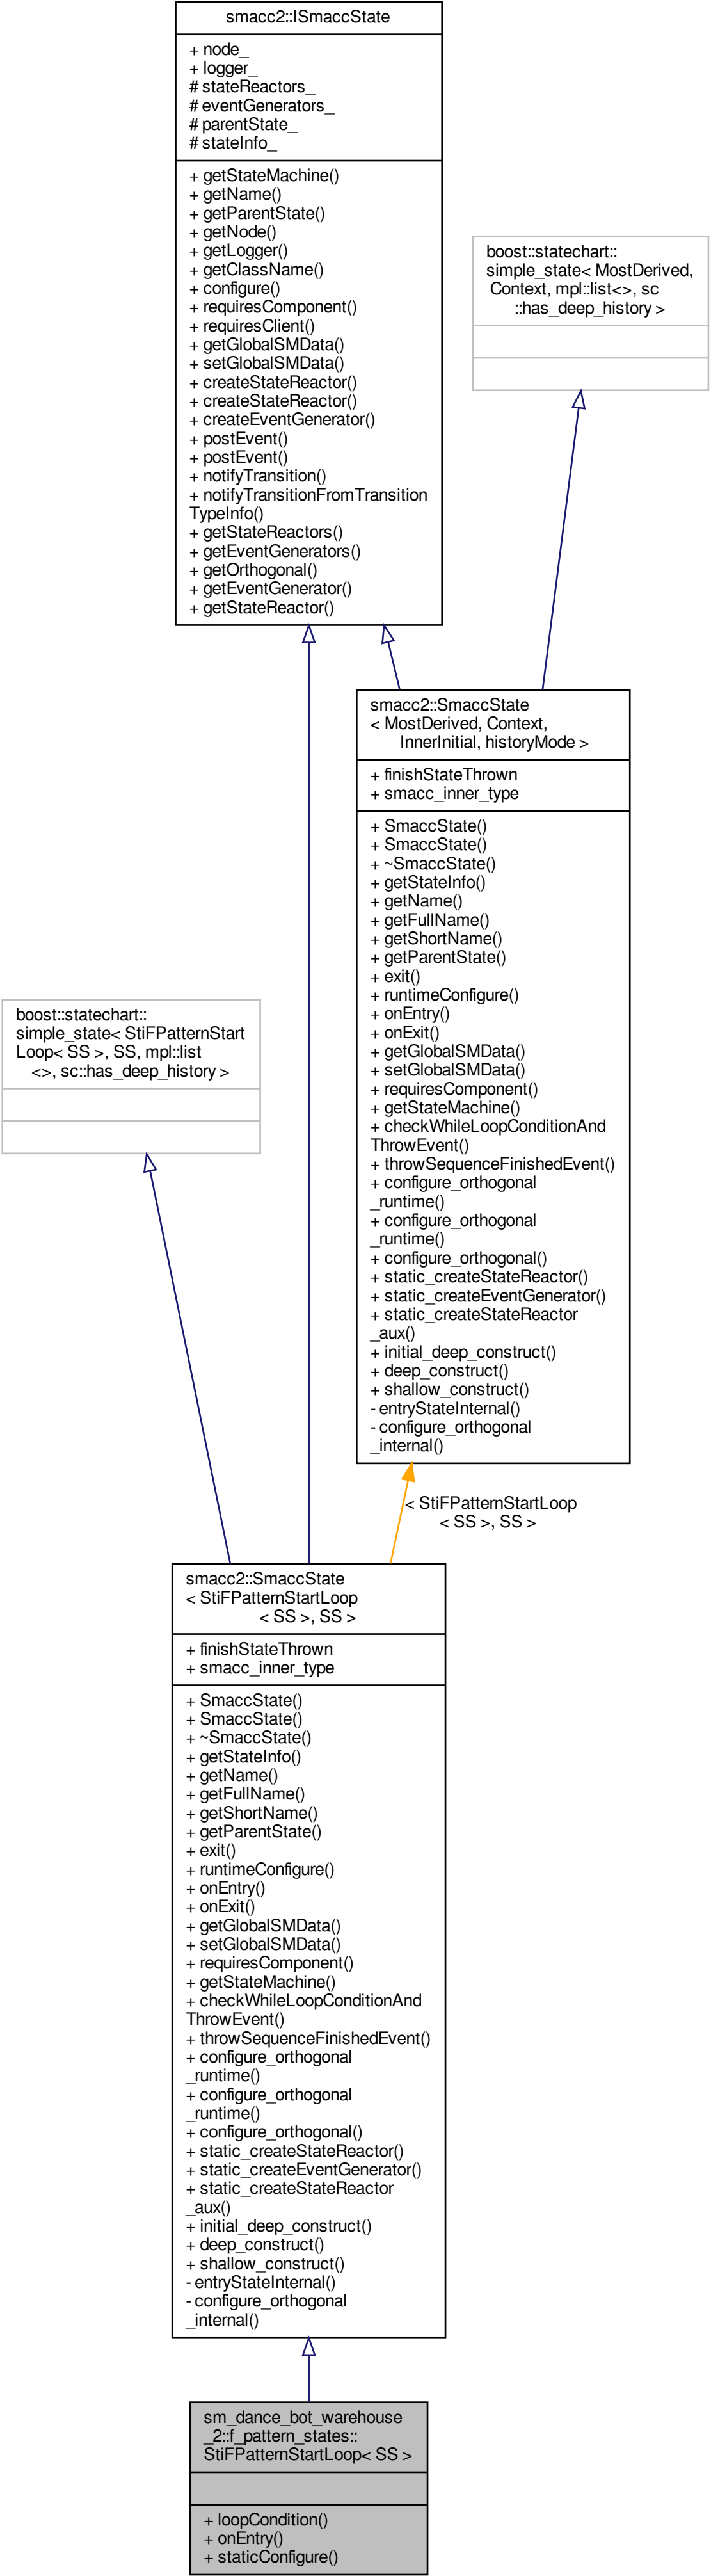 smacc2::ISmaccState
+ node_
+ logger_
# stateReactors_
# eventGenerators_
# parentState_
# stateInfo_
+ getStateMachine()
+ getName()
+ getParentState()
+ getNode()
+ getLogger()
+ getClassName()
+ configure()
+ requiresComponent()
+ requiresClient()
+ getGlobalSMData()
+ setGlobalSMData()
+ createStateReactor()
+ createStateReactor()
+ createEventGenerator()
+ postEvent()
+ postEvent()
+ notifyTransition()
+ notifyTransitionFromTransition
TypeInfo()
+ getStateReactors()
+ getEventGenerators()
+ getOrthogonal()
+ getEventGenerator()
+ getStateReactor()
boost::statechart::
simple_state< MostDerived,
Context, mpl::list<>, sc
::has_deep_history >
smacc2::SmaccState
< MostDerived, Context,
InnerInitial, historyMode >
+ finishStateThrown
+ smacc_inner_type
+ SmaccState()
+ SmaccState()
+ ~SmaccState()
+ getStateInfo()
+ getName()
+ getFullName()
+ getShortName()
+ getParentState()
+ exit()
+ runtimeConfigure()
+ onEntry()
+ onExit()
+ getGlobalSMData()
+ setGlobalSMData()
+ requiresComponent()
+ getStateMachine()
+ checkWhileLoopConditionAnd
ThrowEvent()
+ throwSequenceFinishedEvent()
+ configure_orthogonal
_runtime()
+ configure_orthogonal
_runtime()
+ configure_orthogonal()
+ static_createStateReactor()
+ static_createEventGenerator()
+ static_createStateReactor
_aux()
+ initial_deep_construct()
+ deep_construct()
+ shallow_construct()
- entryStateInternal()
- configure_orthogonal
_internal()
boost::statechart::
simple_state< StiFPatternStart
Loop< SS >, SS, mpl::list
<>, sc::has_deep_history >
< StiFPatternStartLoop
< SS >, SS >
smacc2::SmaccState
< StiFPatternStartLoop
< SS >, SS >
+ finishStateThrown
+ smacc_inner_type
+ SmaccState()
+ SmaccState()
+ ~SmaccState()
+ getStateInfo()
+ getName()
+ getFullName()
+ getShortName()
+ getParentState()
+ exit()
+ runtimeConfigure()
+ onEntry()
+ onExit()
+ getGlobalSMData()
+ setGlobalSMData()
+ requiresComponent()
+ getStateMachine()
+ checkWhileLoopConditionAnd
ThrowEvent()
+ throwSequenceFinishedEvent()
+ configure_orthogonal
_runtime()
+ configure_orthogonal
_runtime()
+ configure_orthogonal()
+ static_createStateReactor()
+ static_createEventGenerator()
+ static_createStateReactor
_aux()
+ initial_deep_construct()
+ deep_construct()
+ shallow_construct()
- entryStateInternal()
- configure_orthogonal
_internal()
sm_dance_bot_warehouse
_2::f_pattern_states::
StiFPatternStartLoop< SS >
+ loopCondition()
+ onEntry()
+ staticConfigure()